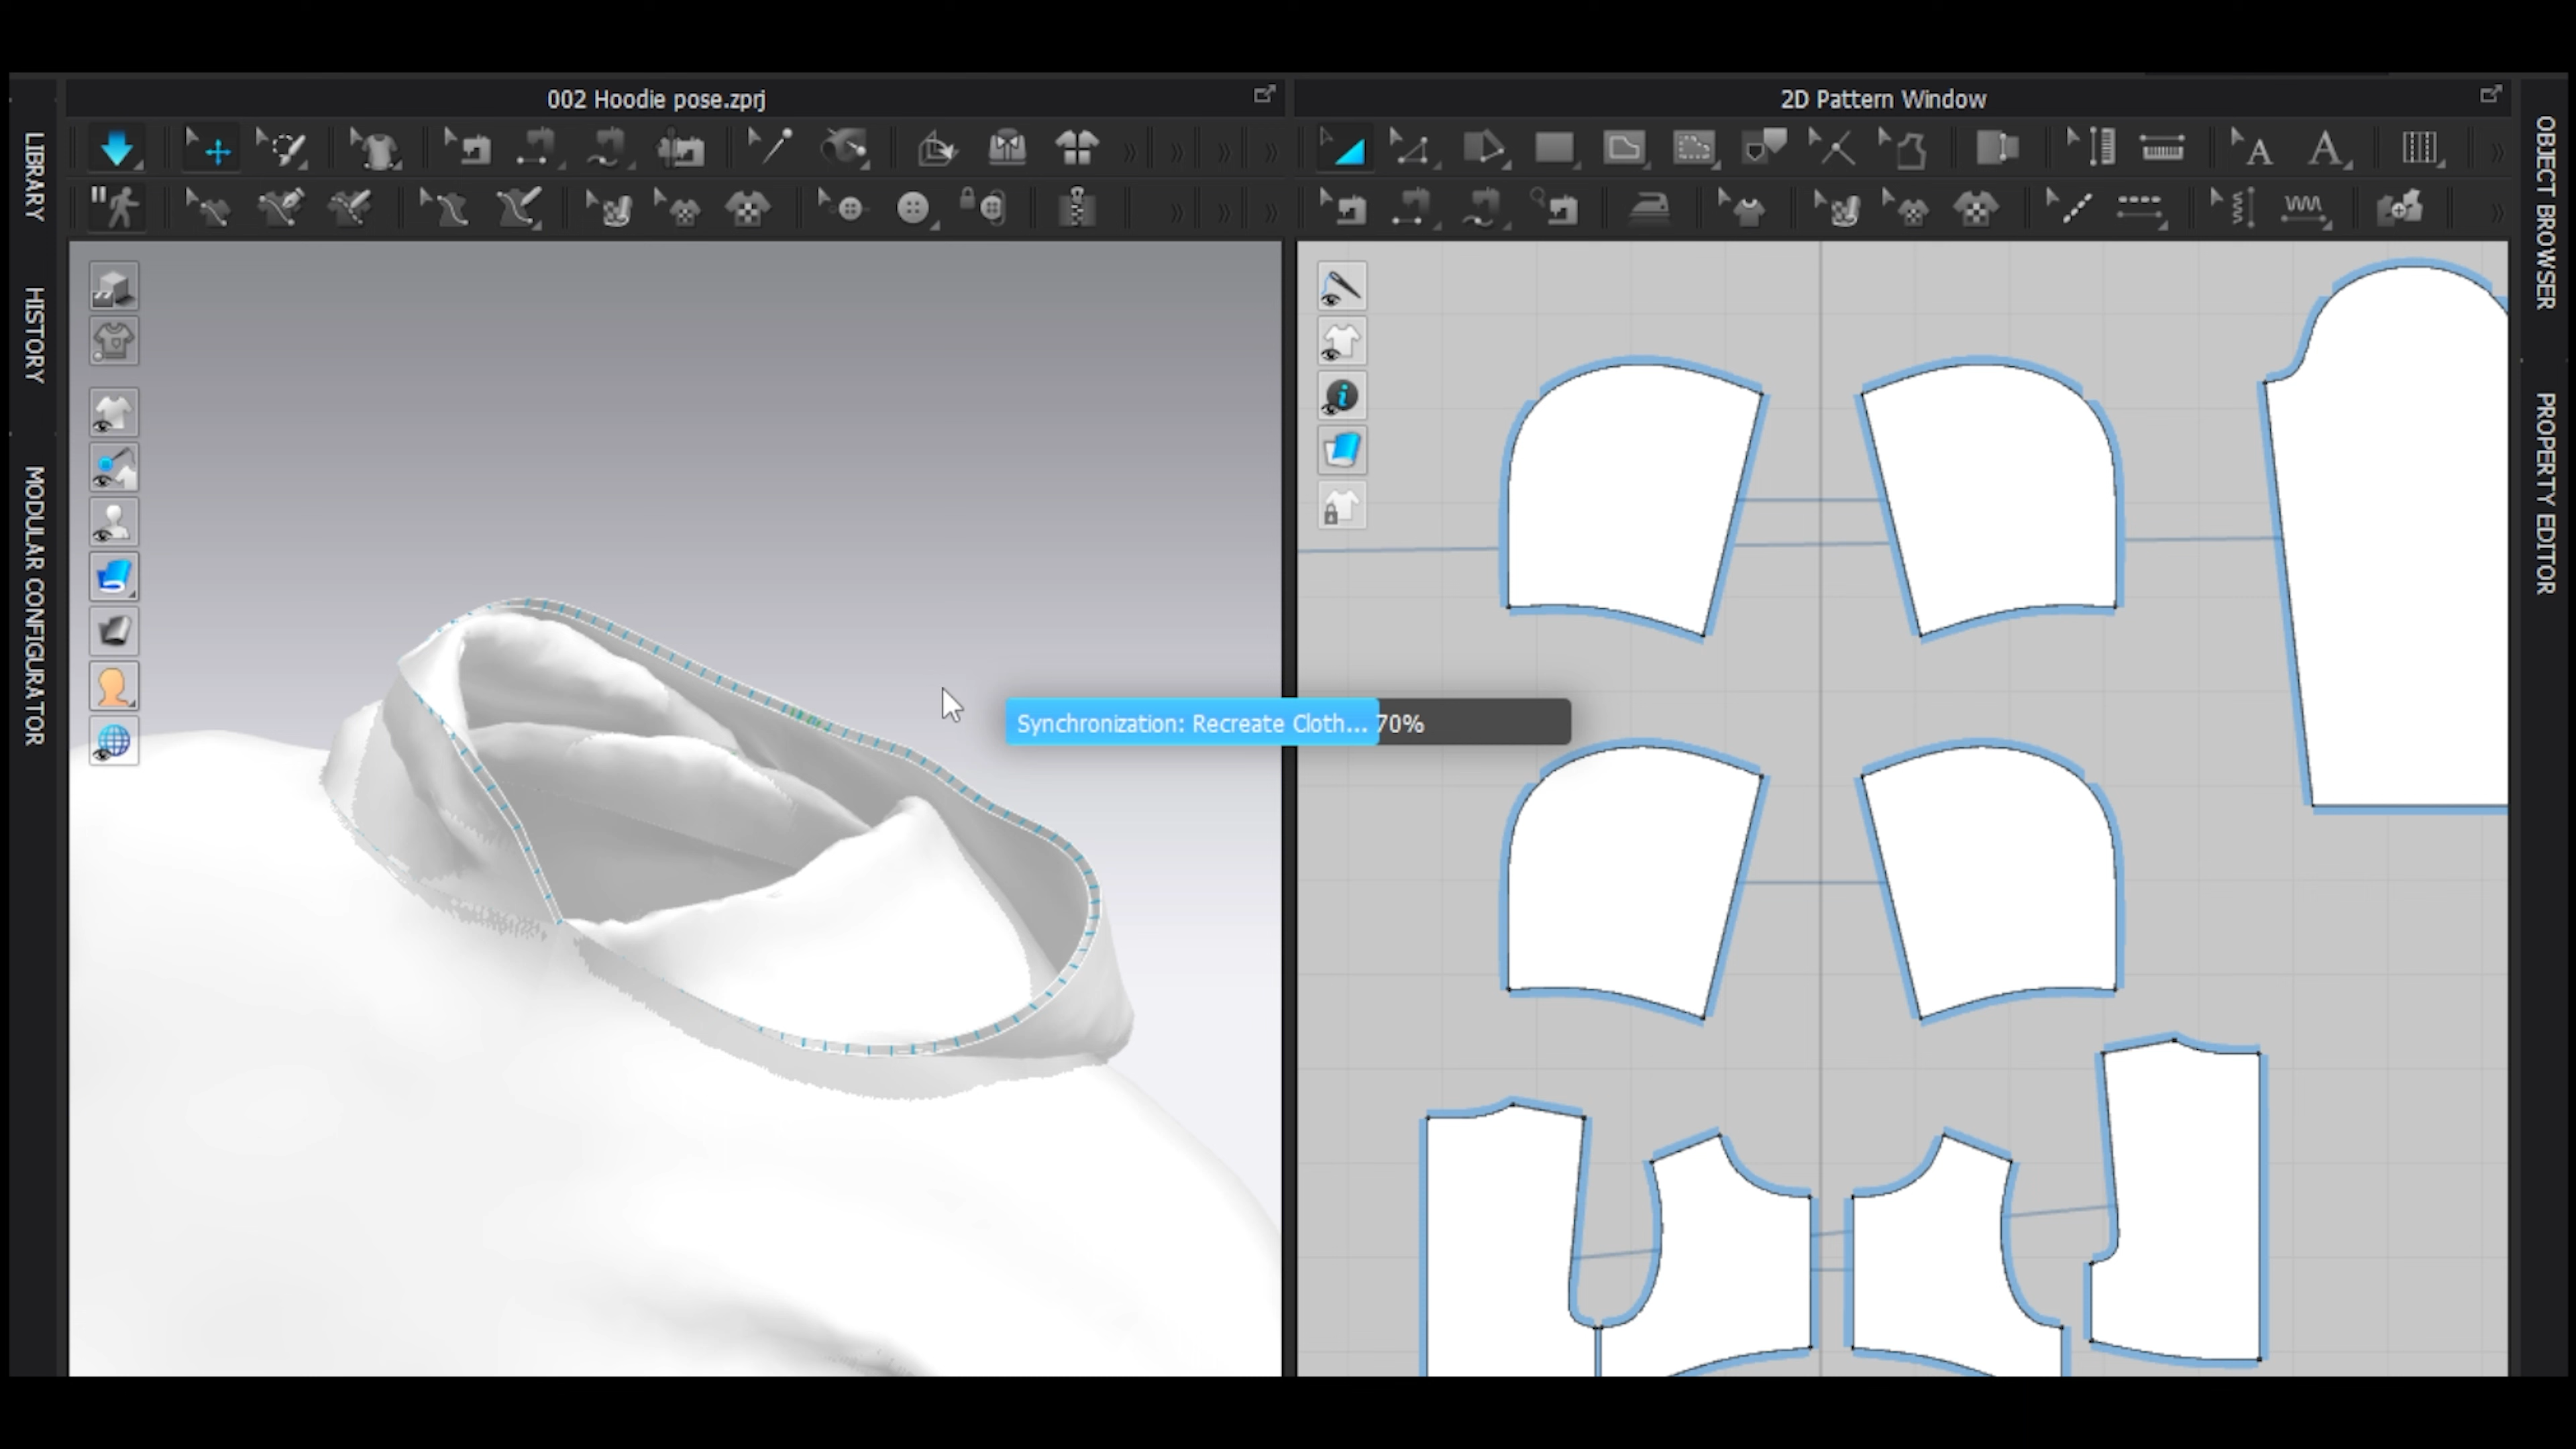 002 Hoodie pose.zprj
2D Pattern Window
LIBRARY
HISTORY
MODULAR CONFIGURATOR
OBJECT BROWSER
PROPERTY EDITOR
Synchronization: Recreate Cloth... 70%